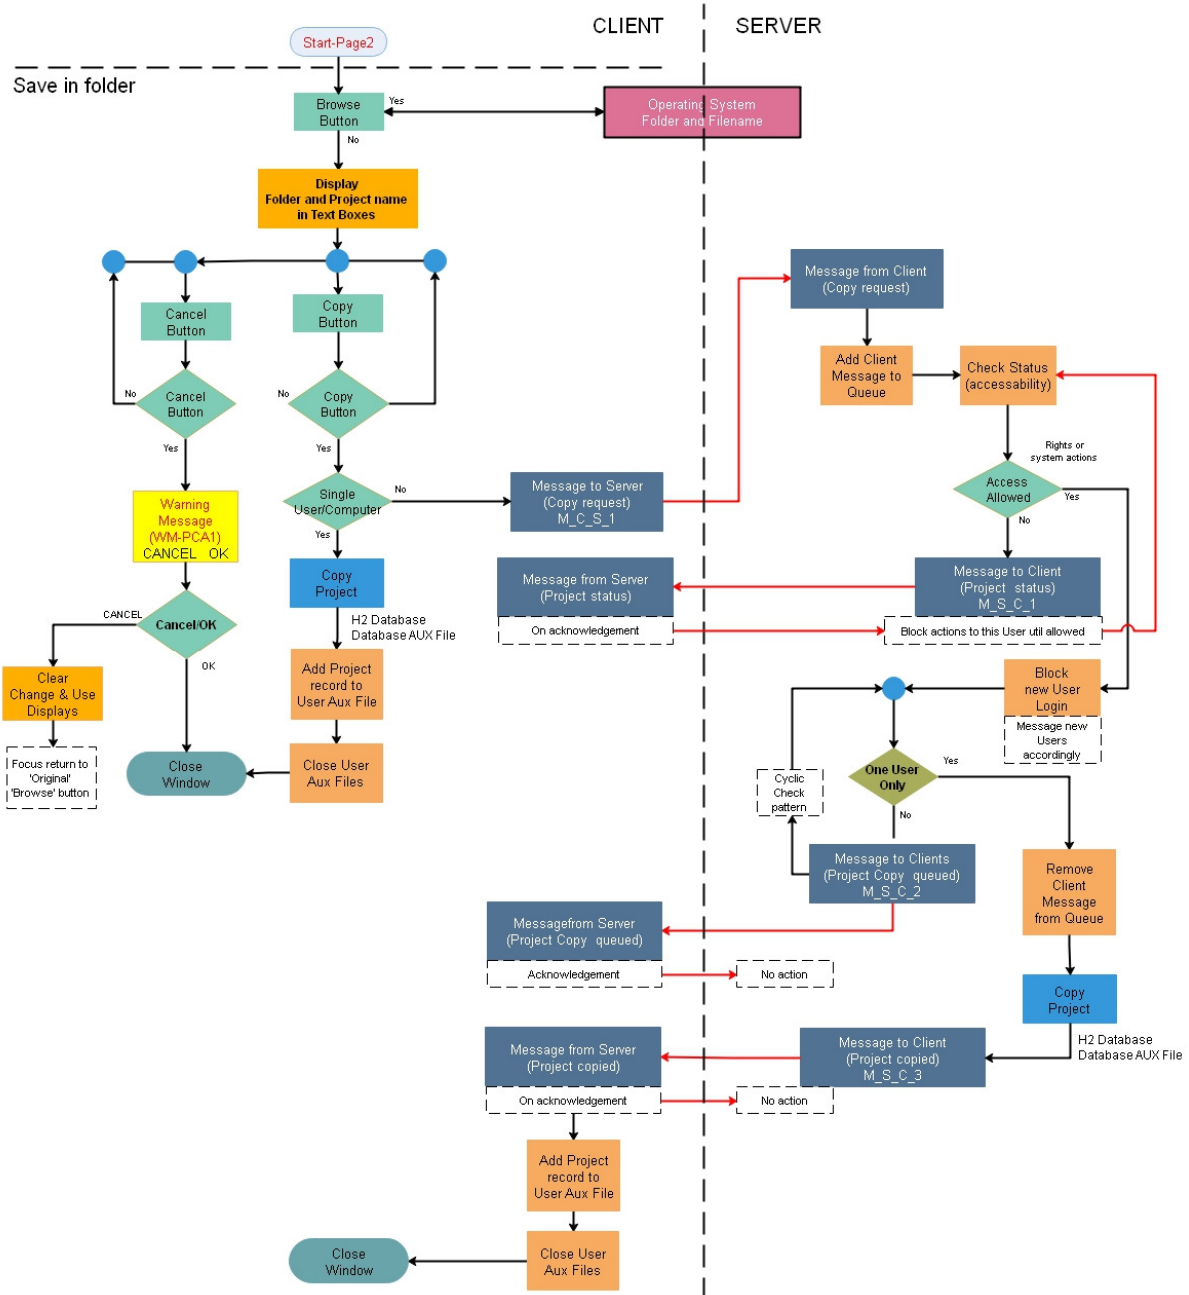 CLIENT
SERVER
Start-Page2
Save in folder
Browse
Button
Yes
No
Operating System
Folder and Filename
Display
Folder and Project name
in Text Boxes
Cancel
Button
Copy
Button
No
Cancel
Button
Yes
No
Copy
Button
Yes
Message from Client
(Copy request)
Add Client
Message to
Queue
Check Status
(accessability)
Rights or
system actions
Access
Allowed
Yes
No
Single
User/Computer
No
Yes
Message to Server
(Copy request)
M_C_S_1
Warning
Message
(WM-PCA1)
CANCEL OK
Copy
Project
H2 Database
Database AUX File
Message from Server
(Project status)
On acknowledgement
Message to Client
(Project status)
M_S_C_1
Block actions to this User util allowed
CANCEL
Cancel/OK
OK
Clear
Change & Use
Displays
Focus return to
'Original'
'Browse' button
Add Project
record to
User Aux File
Close User
Aux Files
Close
Window
Block
new User
Login
Message new
Users
accordingly
One User
Only
Yes
No
Cyclic
Check
pattern
Message to Clients
(Project Copy queued)
M_S_C_2
Remove
Client
Message
from Queue
Messagefrom Server
(Project Copy queued)
Acknowledgement
No action
Copy
Project
H2 Database
Database AUX File
Message from Server
(Project copied)
On acknowledgement
No action
Message to Client
(Project copied)
M_S_C_3
Add Project
record to
User Aux File
Close User
Aux Files
Close
Window